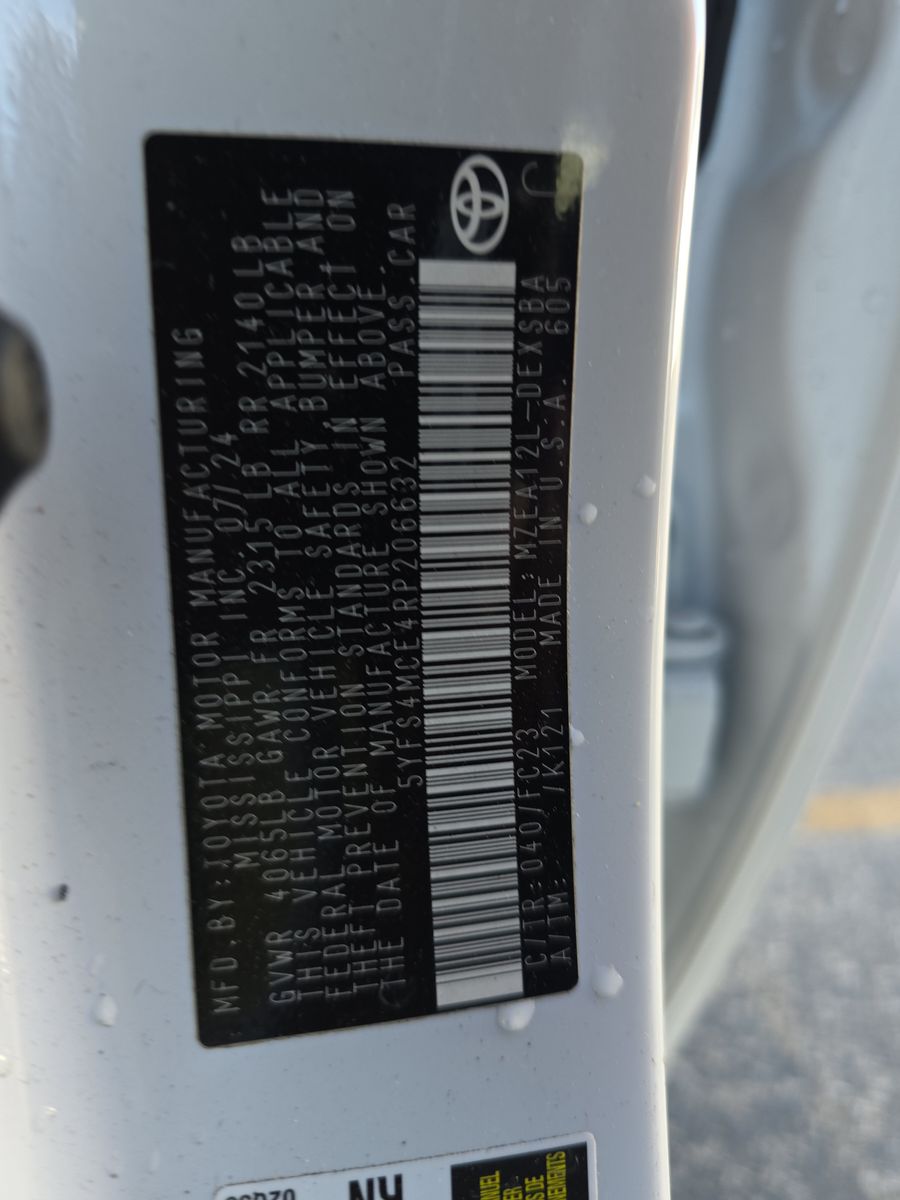 MFD.BY:TOYOTA MOTOR MANUFACTURING
MISSISSIPPI INC 07/24
GVWR 4065LB GAWR FR 2315 LB RR 2140LB
THIS VEHICLE CONFORMS TO ALL APPLICABLE
FEDERAL MOTOR VEHICLE SAFETY BUMPER AND
THEFT PREVENTION STANDARDS IN EFFECT ON
THE DATE OF MANUFACTURE SHOWN ABOVE.
5YFS4MCE4RP206632 PASS.CAR
C/TR:040/FC23 MODEL:MZEA12L-DEXSBA
A/TM: /K121 MADE IN U.S.A. 605
C
NY